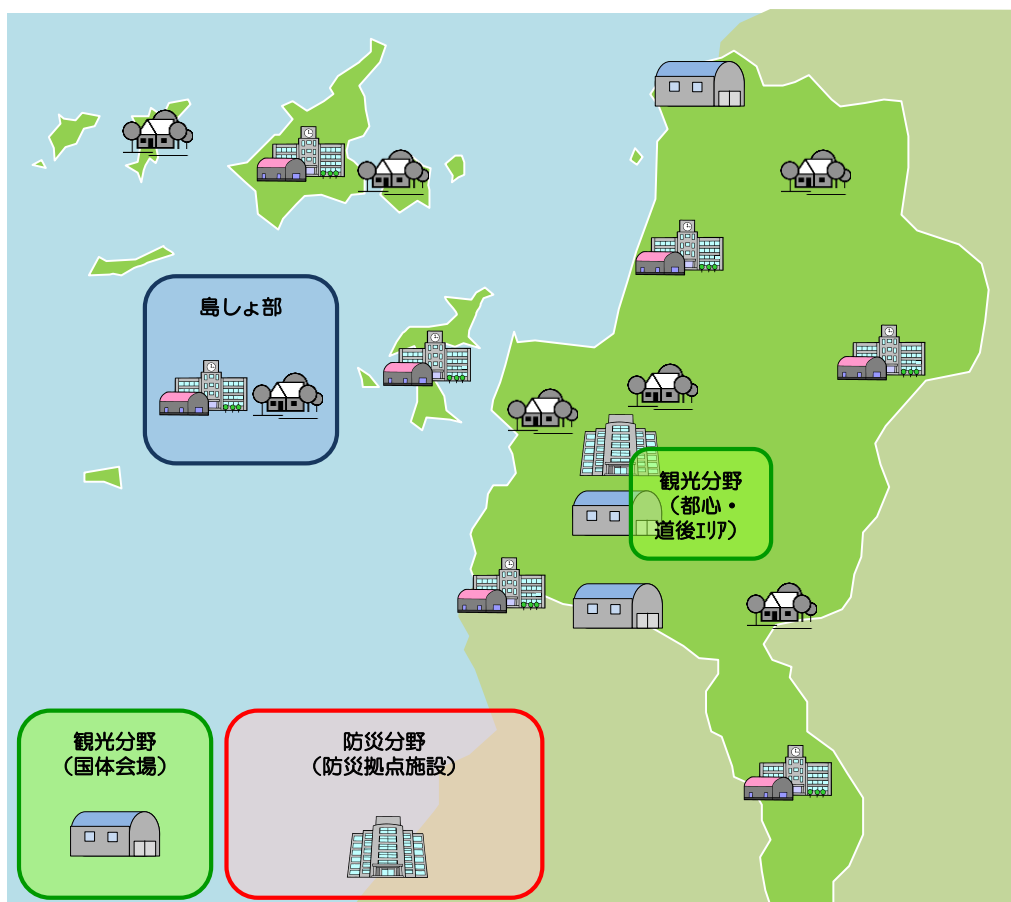 島しょ部
観光分野
（都心・
道後ｴﾘｱ）
観光分野
（国体会場）
防災分野
（防災拠点施設）